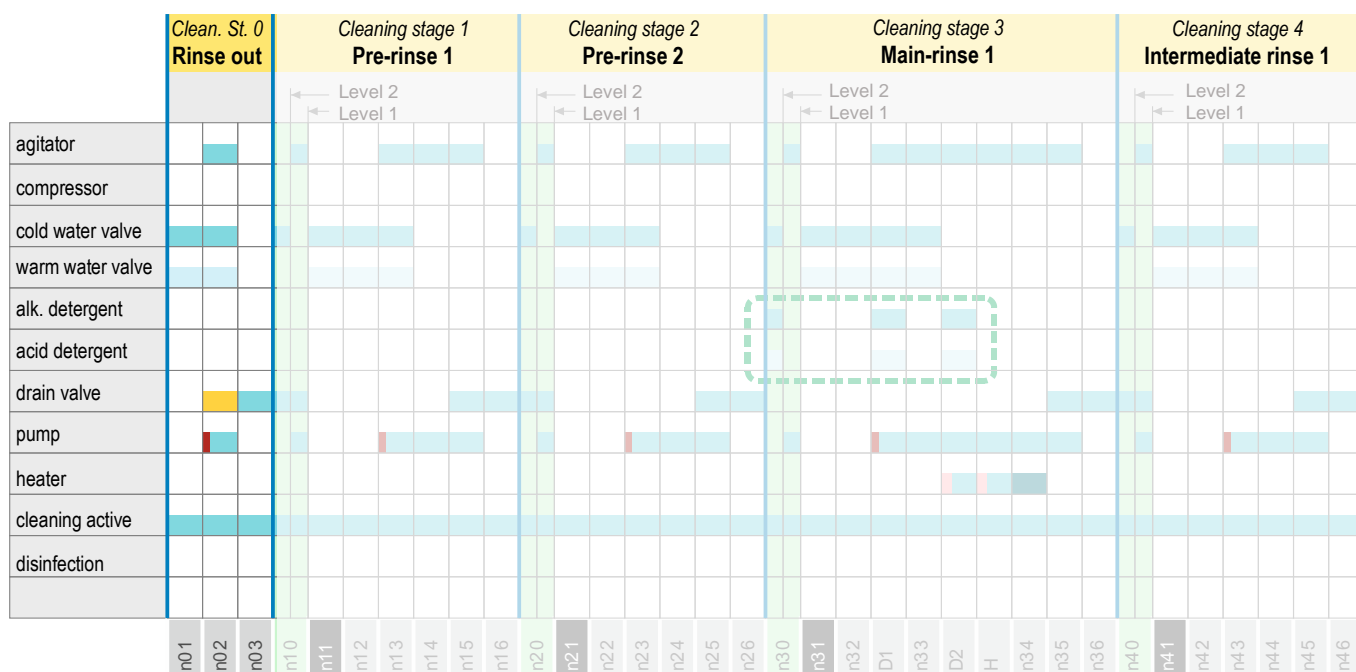 Clean. St. 0
Rinse out
Cleaning stage 1
Pre-rinse 1
Cleaning stage 2
Pre-rinse 2
Cleaning stage 3
Main-rinse 1
Cleaning stage 4
Intermediate rinse 1
Level 2
Level 1
Level 2
Level 1
Level 2
Level 1
Level 2
Level 1
agitator
compressor
cold water valve
warm water valve
alk. detergent
acid detergent
drain valve
pump
heater
cleaning active
disinfection
n01 n02 n03 n10 n11 n12 n13 n14 n15 n16 n20 n21 n22 n23 n24 n25 n26 n30 n31 n32 D1 n33 D2 H n34 n35 n36 n40 n41 n42 n43 n44 n45 n46